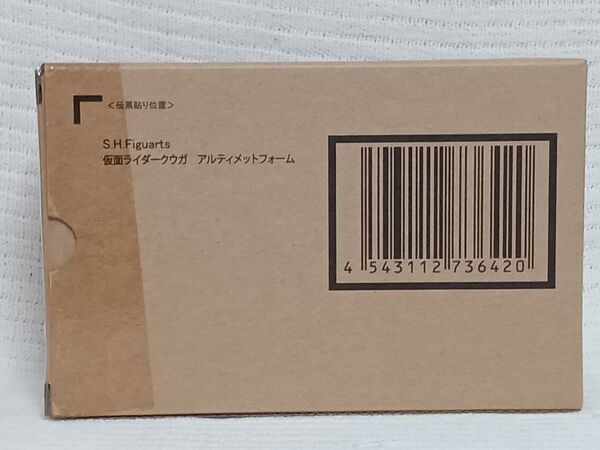 <伝票貼り位置>
S.H.Figuarts
仮面ライダークウガ アルティメットフォーム
4 543112 736420